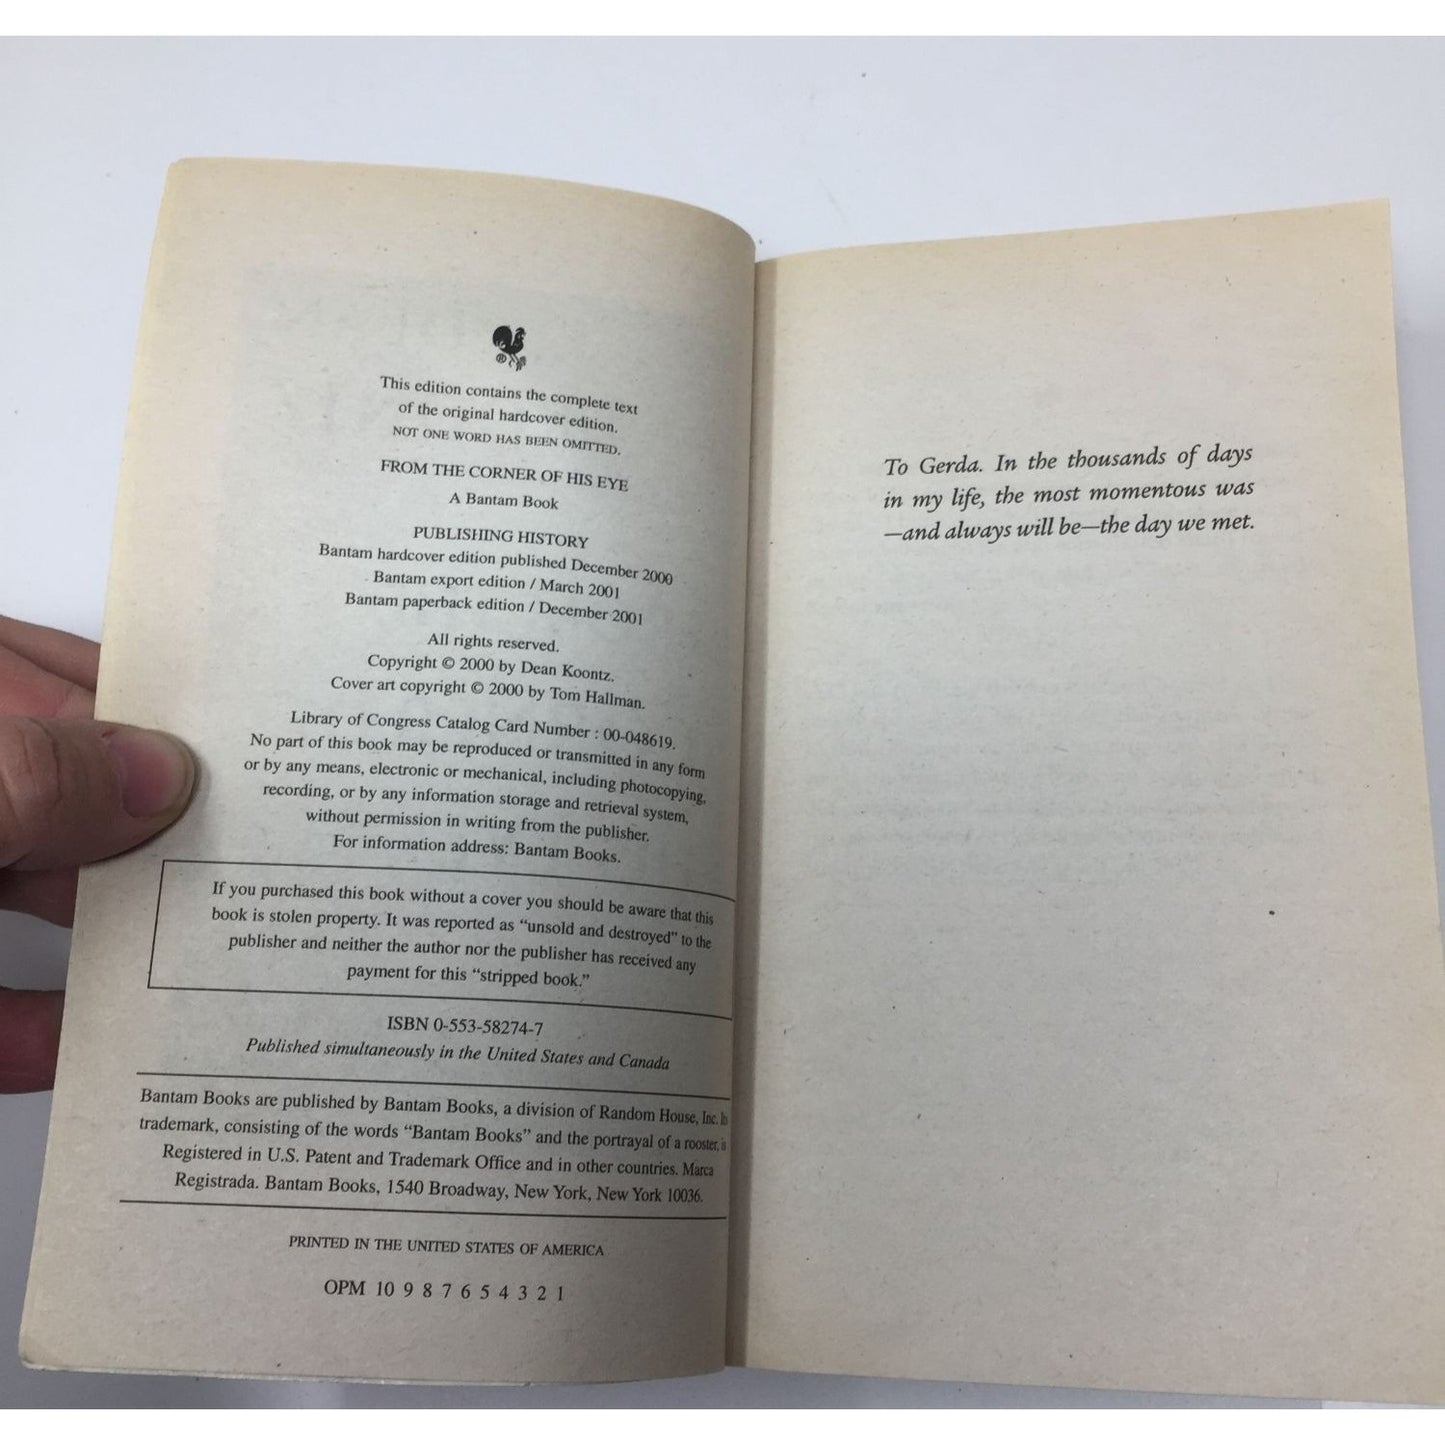 ®
This edition contains the complete text
of the original hardcover edition.
NOT ONE WORD HAS BEEN OMITTED.
FROM THE CORNER OF HIS EYE
A Bantam Book
PUBLISHING HISTORY
Bantam hardcover edition published December 2000
Bantam export edition / March 2001
Bantam paperback edition / December 2001
All rights reserved.
Copyright © 2000 by Dean Koontz.
Cover art copyright © 2000 by Tom Hallman.
Library of Congress Catalog Card Number : 00-048619.
No part of this book may be reproduced or transmitted in any form
or by any means, electronic or mechanical, including photocopying,
recording, or by any information storage and retrieval system,
without permission in writing from the publisher.
For information address: Bantam Books.
If you purchased this book without a cover you should be aware that this
book is stolen property. It was reported as “unsold and destroyed” to the
publisher and neither the author nor the publisher has received any
payment for this “stripped book.”
ISBN 0-553-58274-7
Published simultaneously in the United States and Canada
Bantam Books are published by Bantam Books, a division of Random House, Inc. Its
trademark, consisting of the words “Bantam Books” and the portrayal of a rooster, is
Registered in U.S. Patent and Trademark Office and in other countries. Marca
Registrada. Bantam Books, 1540 Broadway, New York, New York 10036.
PRINTED IN THE UNITED STATES OF AMERICA
OPM 10 9 8 7 6 5 4 3 2 1
To Gerda. In the thousands of days
in my life, the most momentous was
—and always will be—the day we met.